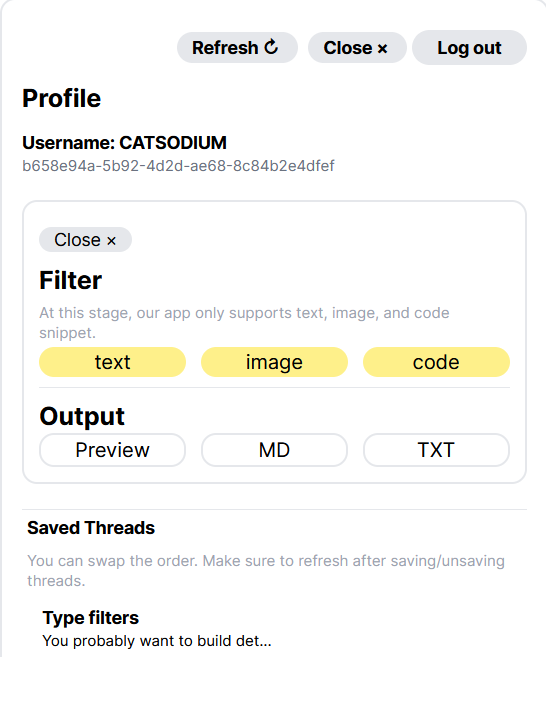 Refresh ↻ Close × Log out
Profile
Username: CATSODIUM
b658e94a-5b92-4d2d-ae68-8c84b2e4dfef
Close ×
Filter
At this stage, our app only supports text, image, and code
snippet.
text image code
Output
Preview MD TXT
Saved Threads
You can swap the order. Make sure to refresh after saving/unsaving
threads.
Type filters
You probably want to build det...